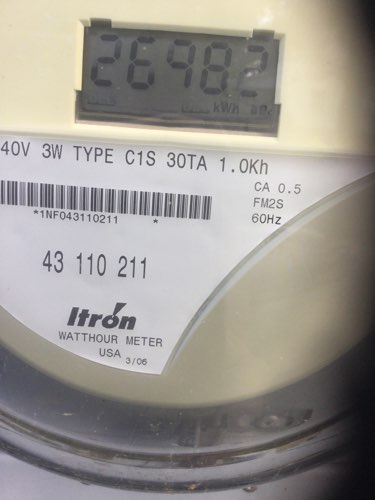 26982
kWh
40V 3W TYPE C1S 30TA 1.0Kh
CA 0.5
FM2S
60Hz
*1NF043110211 *
43 110 211
Itrón
WATTHOUR METER
USA 3/06